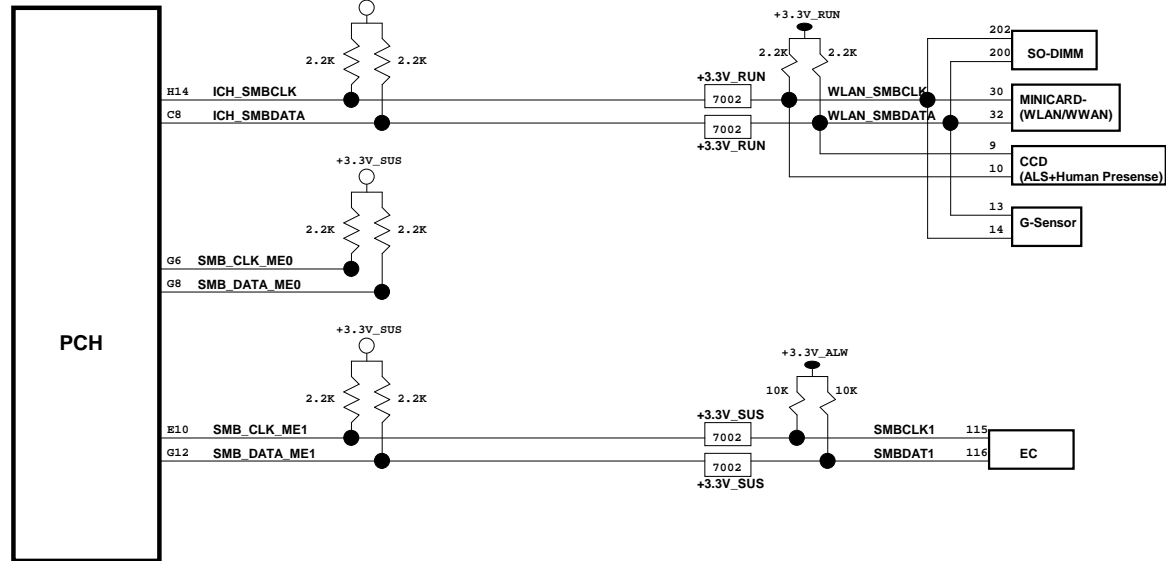 +3.3V_RUN
202
200
SO-DIMM
2.2K
2.2K
2.2K
2.2K
+3.3V_RUN
H14
ICH_SMBCLK
7002
WLAN_SMBCLK
30
MINICARD-
(WLAN/WWAN)
C8
ICH_SMBDATA
7002
WLAN_SMBDATA
32
+3.3V_RUN
9
CCD
(ALS+Human Presense)
10
+3.3V_SUS
13
G-Sensor
14
2.2K
2.2K
G6
SMB_CLK_ME0
G8
SMB_DATA_ME0
PCH
+3.3V_SUS
+3.3V_ALW
2.2K
2.2K
10K
10K
+3.3V_SUS
E10
SMB_CLK_ME1
7002
SMBCLK1
115
EC
G12
SMB_DATA_ME1
7002
SMBDAT1
116
+3.3V_SUS